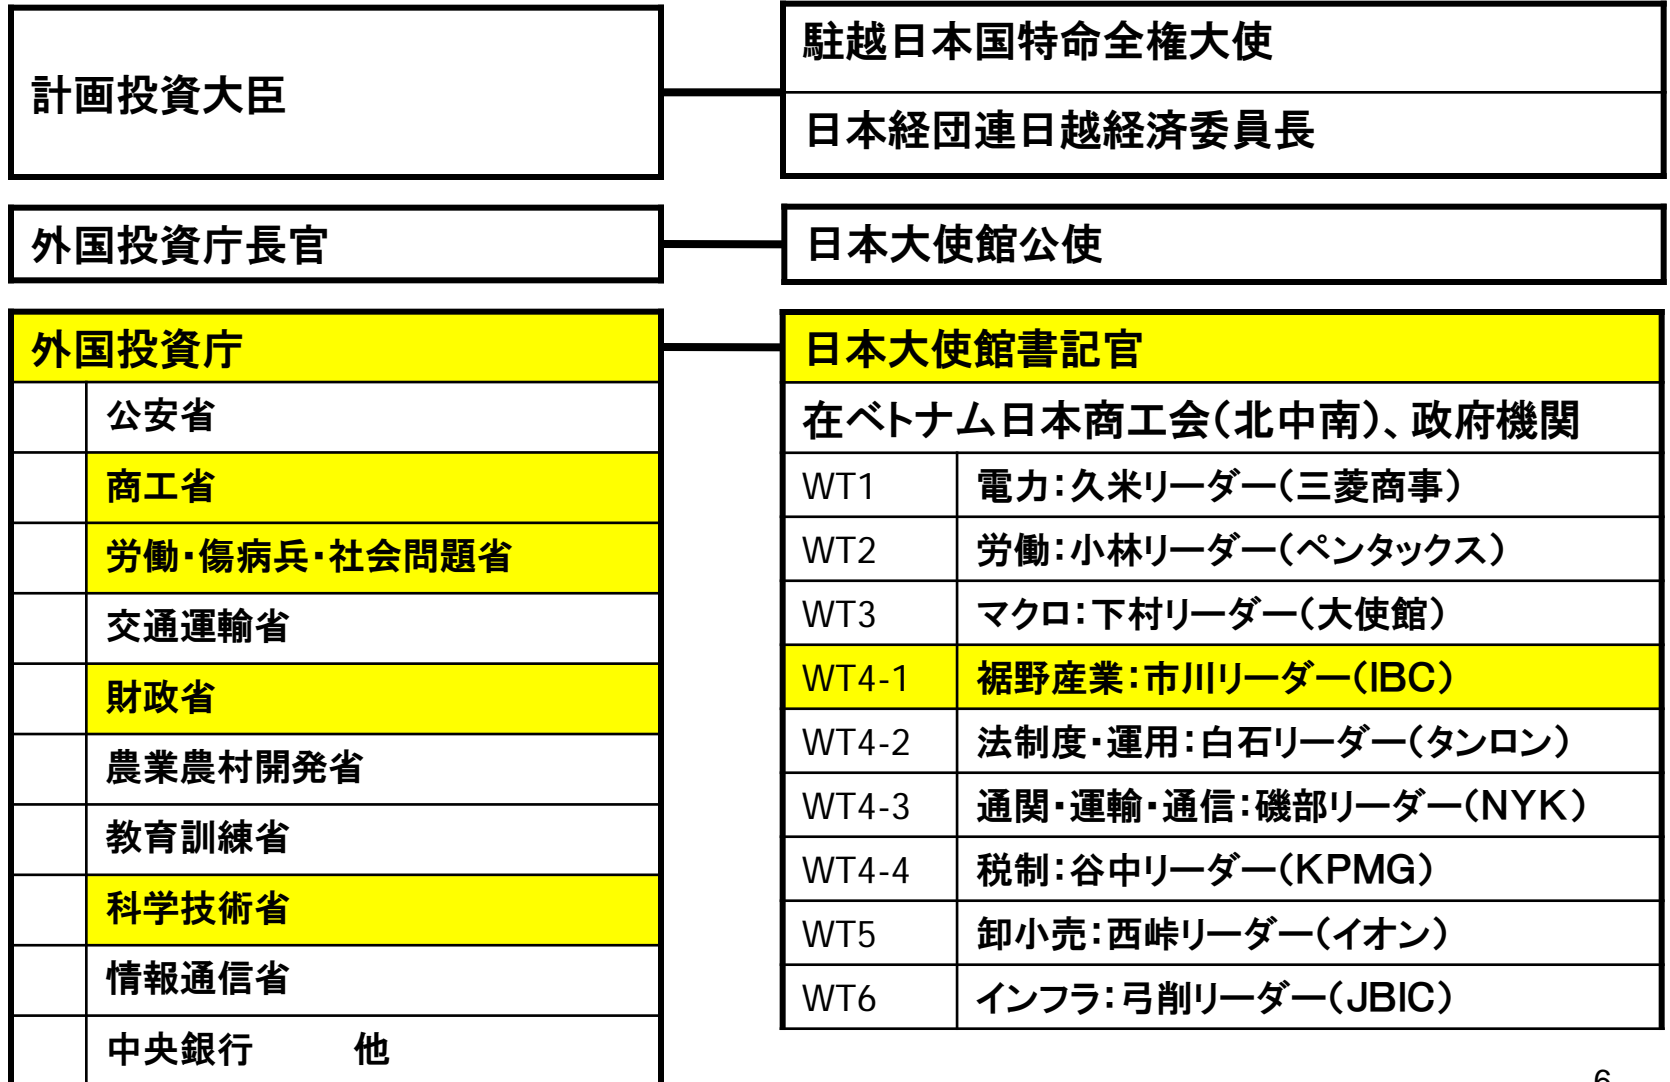 計画投資大臣
駐越日本国特命全権大使
日本経団連日越経済委員長
外国投資庁長官
日本大使館公使
外国投資庁
公安省
商工省
労働・傷病兵・社会問題省
交通運輸省
財政省
農業農村開発省
教育訓練省
科学技術省
情報通信省
中央銀行 他
日本大使館書記官
在ベトナム日本商工会(北中南)、政府機関
WT1 電力:久米リーダー(三菱商事)
WT2 労働:小林リーダー(ペンタックス)
WT3 マクロ:下村リーダー(大使館)
WT4-1 裾野産業:市川リーダー(IBC)
WT4-2 法制度・運用:白石リーダー(タンロン)
WT4-3 通関・運輸・通信:磯部リーダー(NYK)
WT4-4 税制:谷中リーダー(KPMG)
WT5 卸小売:西峠リーダー(イオン)
WT6 インフラ:弓削リーダー(JBIC)
6